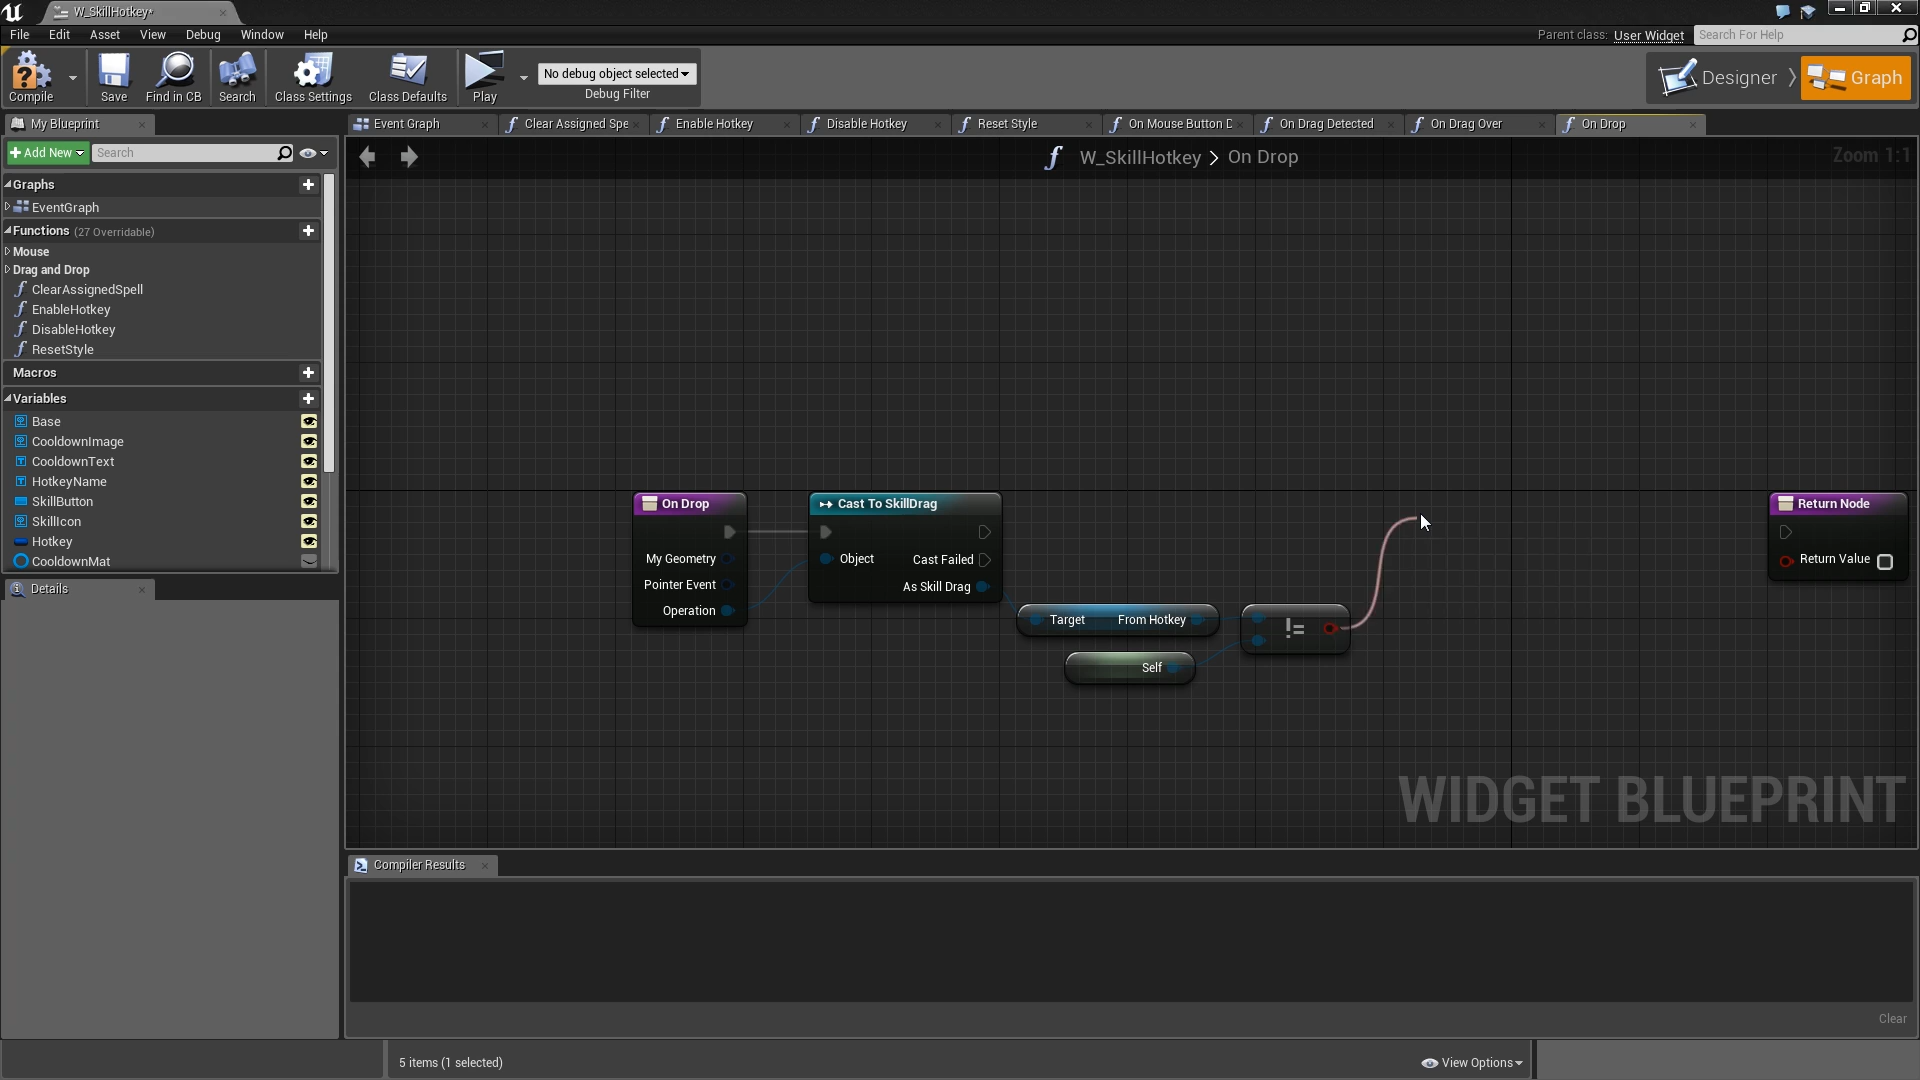 W_SkillHotkey*
File Edit Asset View Debug Window Help
Parent class: User Widget Search For Help
Compile Save Find in CB Search Class Settings Class Defaults Play
No debug object selected
Debug Filter
Designer Graph
My Blueprint
Event Graph Clear Assigned Spe Enable Hotkey Disable Hotkey Reset Style On Mouse Button D On Drag Detected On Drag Over On Drop
Add New Search
W_SkillHotkey > On Drop
Zoom 1:1
Graphs
EventGraph
Functions (27 Overridable)
Mouse
Drag and Drop
ClearAssignedSpell
EnableHotkey
DisableHotkey
ResetStyle
Macros
Variables
Base
CooldownImage
CooldownText
HotkeyName
SkillButton
SkillIcon
Hotkey
CooldownMat
Details
On Drop
My Geometry
Pointer Event
Operation
Cast To SkillDrag
Object Cast Failed
As Skill Drag
Target From Hotkey
!=
Self
Return Node
Return Value
WIDGET BLUEPRINT
Compiler Results
Clear
5 items (1 selected)
View Options